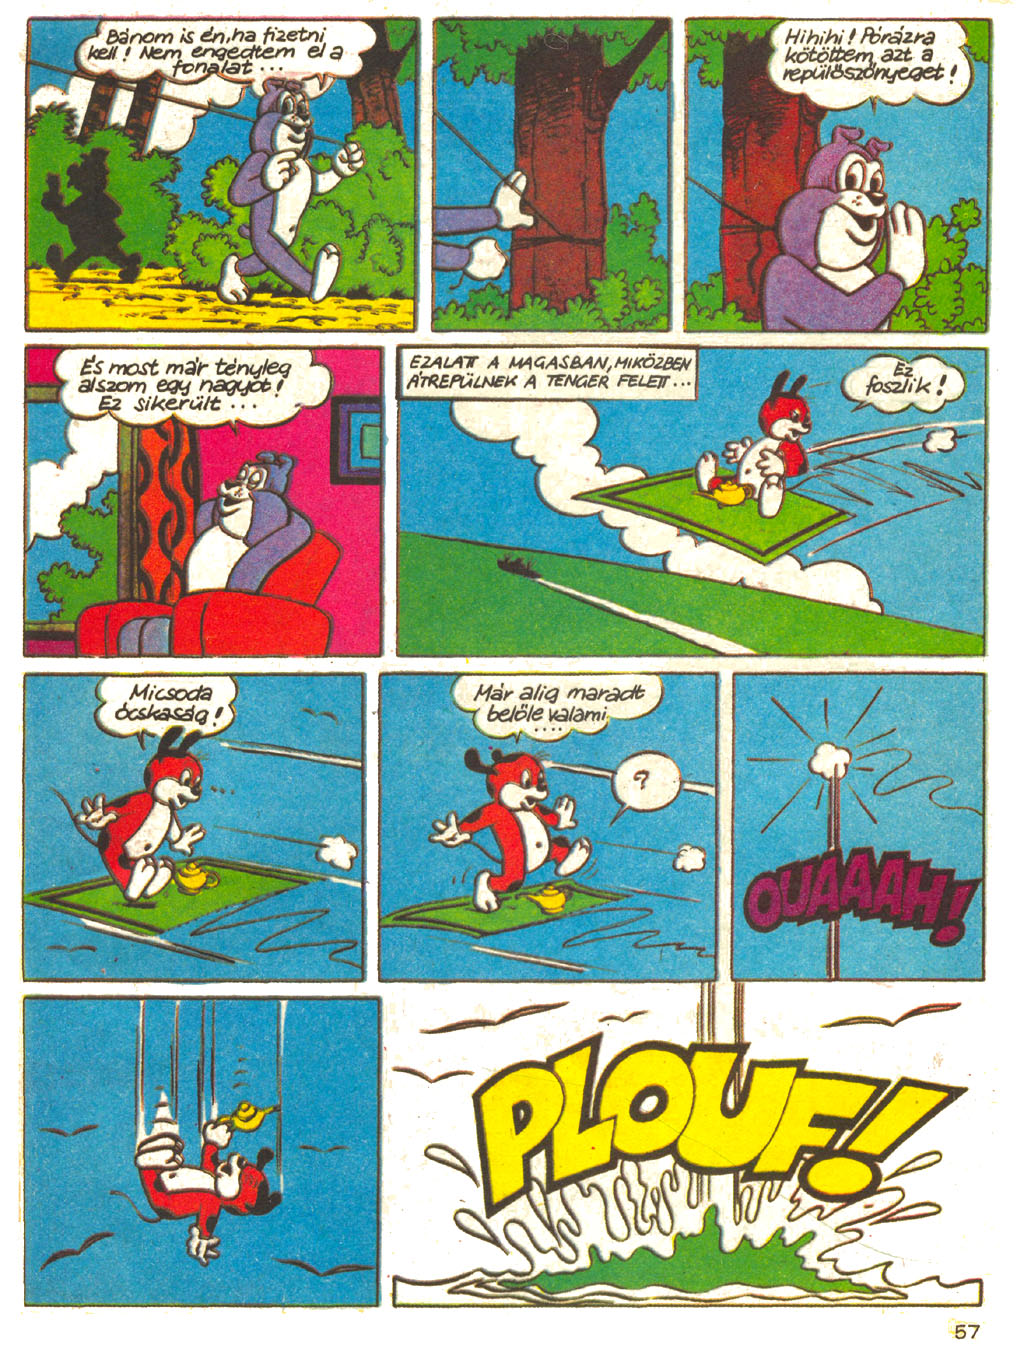 Bánom is én, ha fizetni
kell! Nem engedtem el a
fonalat...
Hihihi! Pórázra
kötöttem azt a
repülőszőnyeget!
És most már tényleg
alszom egy nagyot!
Ez sikerült...
EZALATT A MAGASBAN, MIKÖZBEN
ÁTREPÜLNEK A TENGER FELETT...
Ez
foszlik!
Micsoda
ócskaság!
...
Már alig maradt
belőle valami
....
?
OUAAAH!
PLOUF!
57